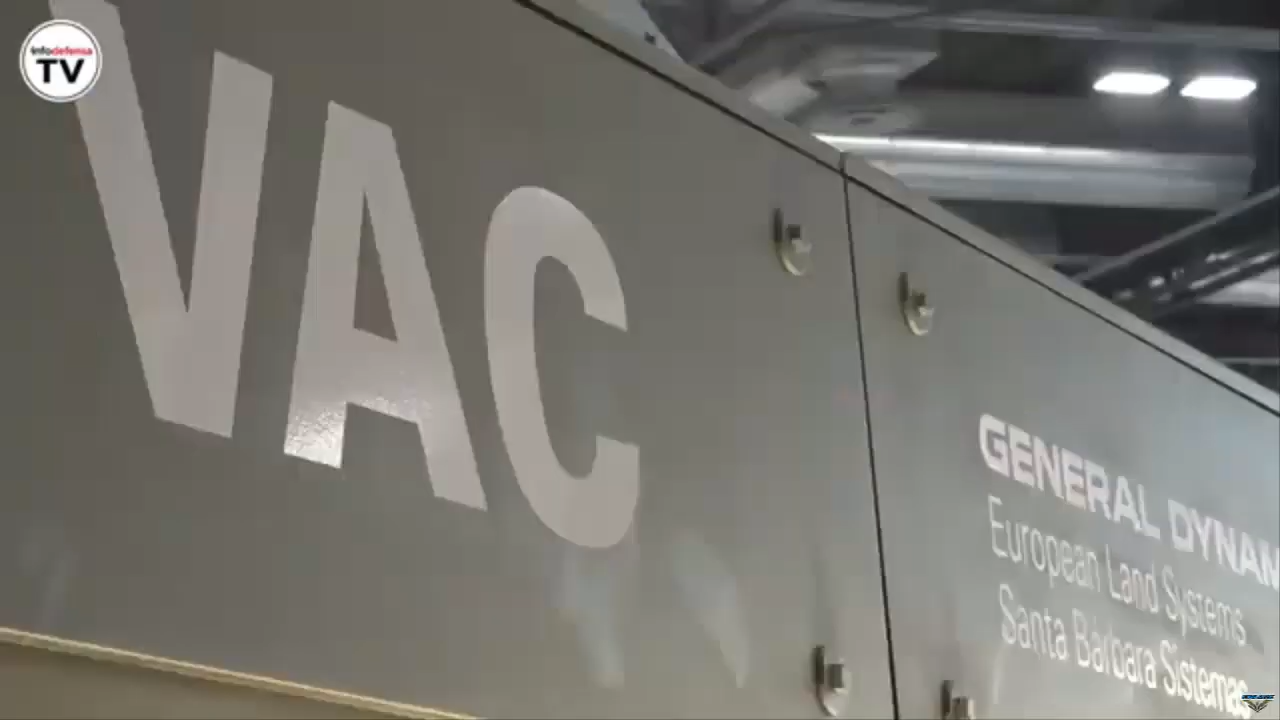 infodefensa
TV
VAC
GENERAL DYNAM
European Land Systems
Santa Bárbara Sistemas